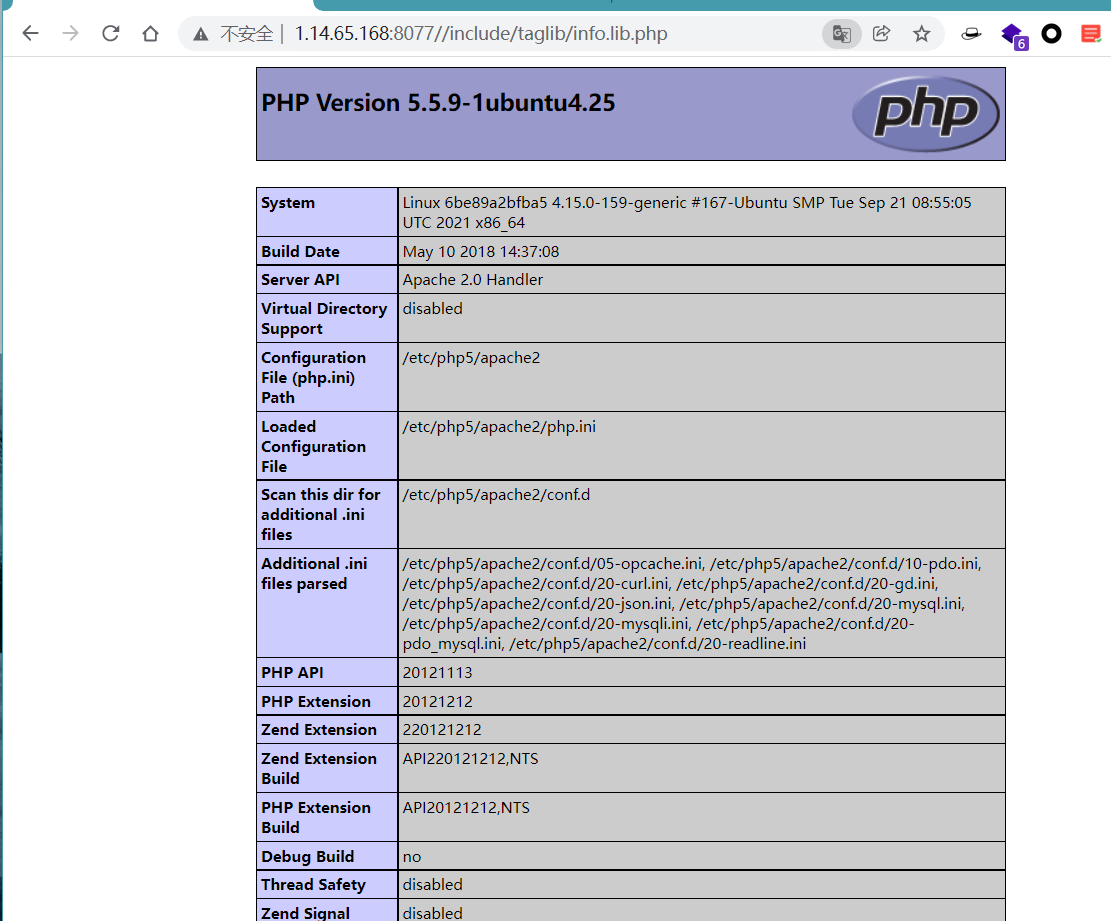 不安全 | 1.14.65.168:8077//include/taglib/info.lib.php
6
PHP Version 5.5.9-1ubuntu4.25
php
System
Linux 6be89a2bfba5 4.15.0-159-generic #167-Ubuntu SMP Tue Sep 21 08:55:05
UTC 2021 x86_64
Build Date
May 10 2018 14:37:08
Server API
Apache 2.0 Handler
Virtual Directory
Support
disabled
Configuration
File (php.ini)
Path
/etc/php5/apache2
Loaded
Configuration
File
/etc/php5/apache2/php.ini
Scan this dir for
additional .ini
files
/etc/php5/apache2/conf.d
Additional .ini
files parsed
/etc/php5/apache2/conf.d/05-opcache.ini, /etc/php5/apache2/conf.d/10-pdo.ini,
/etc/php5/apache2/conf.d/20-curl.ini, /etc/php5/apache2/conf.d/20-gd.ini,
/etc/php5/apache2/conf.d/20-json.ini, /etc/php5/apache2/conf.d/20-mysql.ini,
/etc/php5/apache2/conf.d/20-mysqli.ini, /etc/php5/apache2/conf.d/20-
pdo_mysql.ini, /etc/php5/apache2/conf.d/20-readline.ini
PHP API
20121113
PHP Extension
20121212
Zend Extension
220121212
Zend Extension
Build
API220121212,NTS
PHP Extension
Build
API20121212,NTS
Debug Build
no
Thread Safety
disabled
Zend Signal
disabled